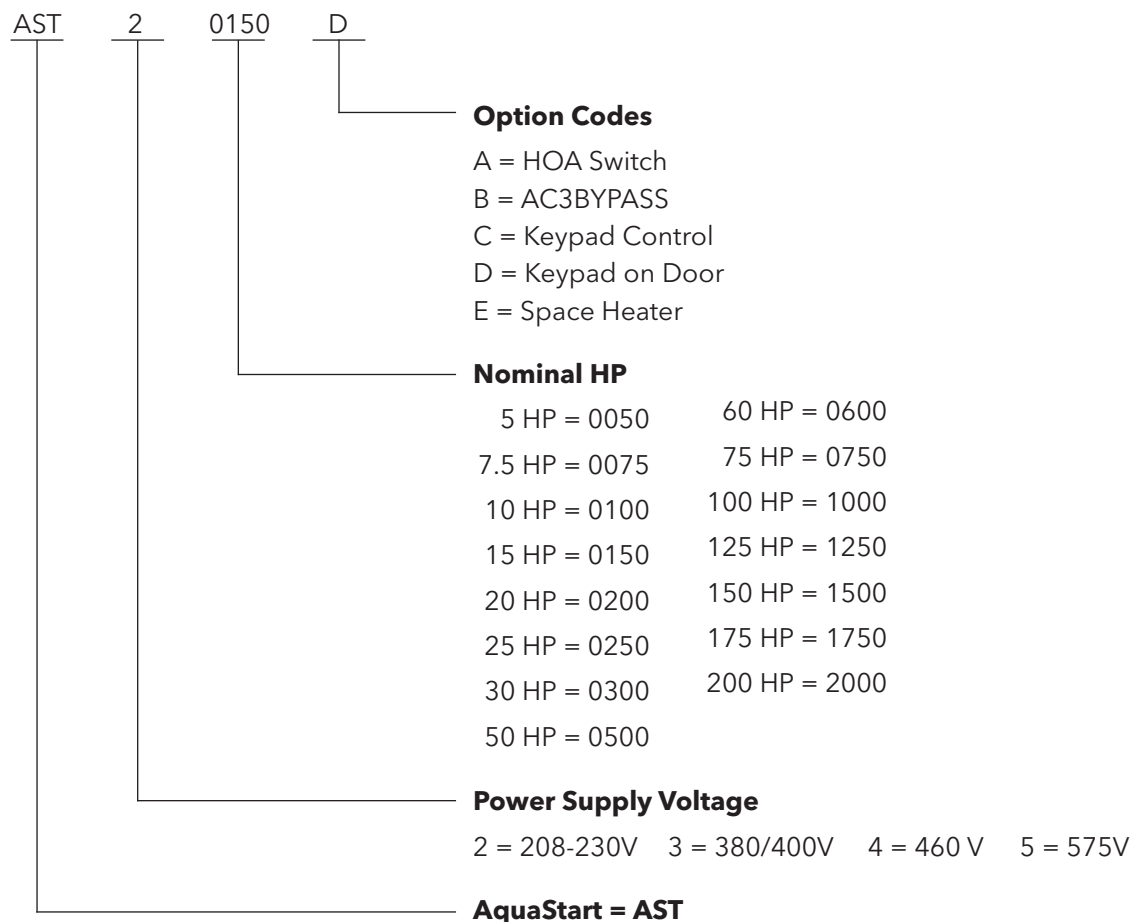 AST 2 0150 D
Option Codes
A = HOA Switch
B = AC3BYPASS
C = Keypad Control
D = Keypad on Door
E = Space Heater
Nominal HP
5 HP = 0050
7.5 HP = 0075
10 HP = 0100
15 HP = 0150
20 HP = 0200
25 HP = 0250
30 HP = 0300
50 HP = 0500
60 HP = 0600
75 HP = 0750
100 HP = 1000
125 HP = 1250
150 HP = 1500
175 HP = 1750
200 HP = 2000
Power Supply Voltage
2 = 208-230V 3 = 380/400V 4 = 460 V 5 = 575V
AquaStart = AST